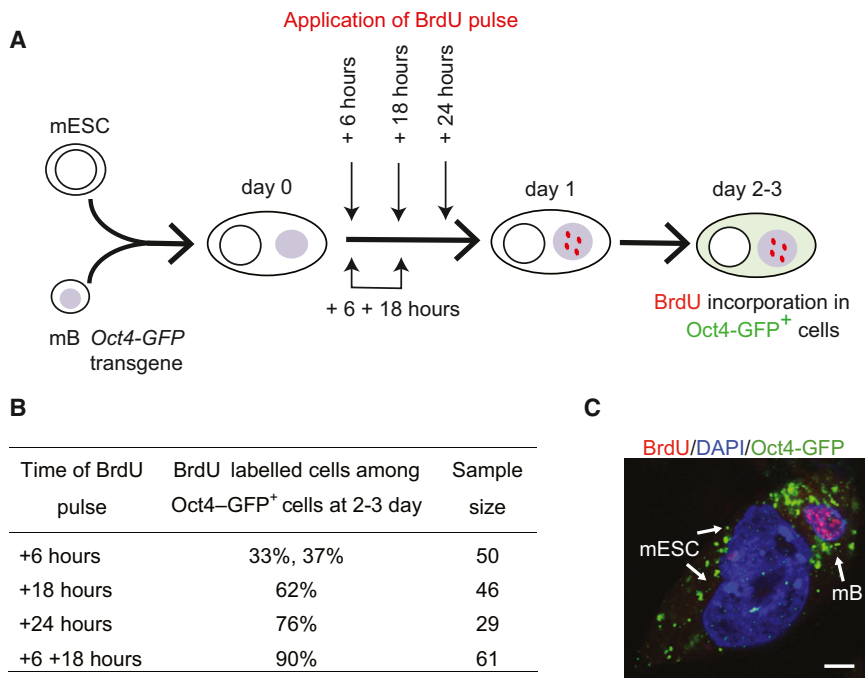 A
Application of BrdU pulse
+ 6 hours
+ 18 hours
+ 24 hours
mESC
day 0
day 1
day 2-3
+ 6 + 18 hours
mB Oct4-GFP
transgene
BrdU incorporation in
Oct4-GFP+ cells
B
Time of BrdU pulse
BrdU labelled cells among Oct4–GFP+ cells at 2-3 day
Sample size
+6 hours 33%, 37% 50
+18 hours 62% 46
+24 hours 76% 29
+6 +18 hours 90% 61
C
BrdU/DAPI/Oct4-GFP
mESC
mB